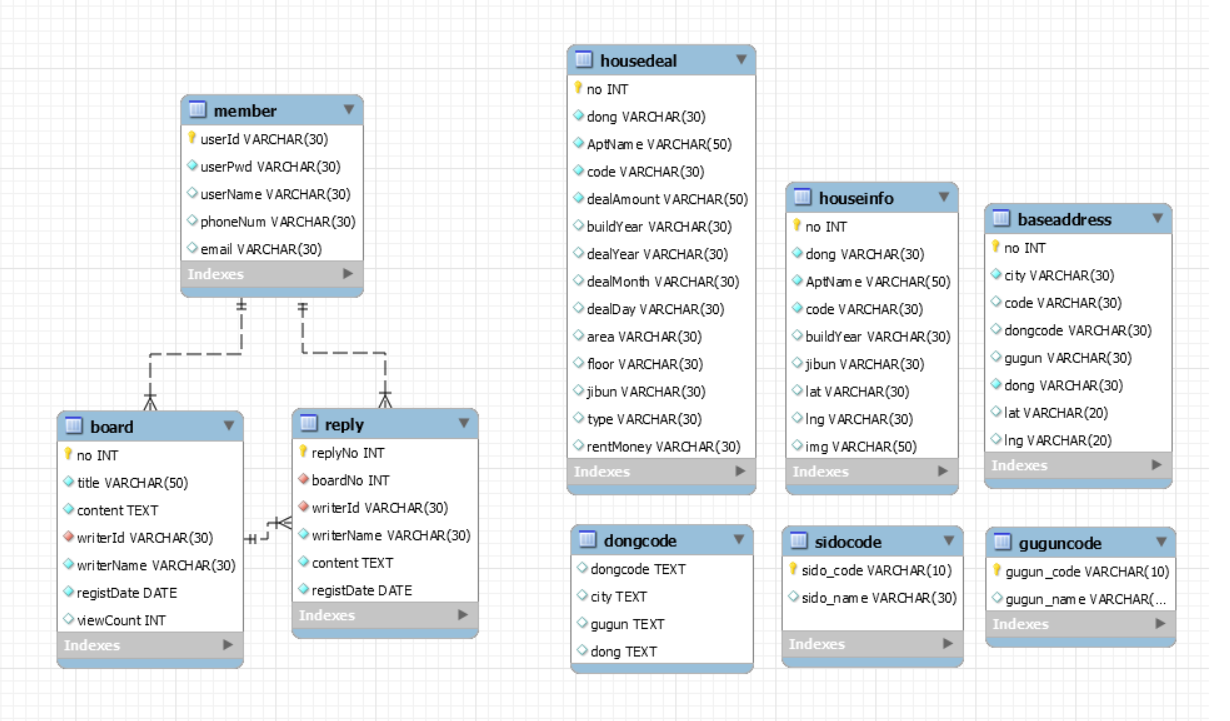 member
userId VARCHAR(30)
userPwd VARCHAR(30)
userName VARCHAR(30)
phoneNum VARCHAR(30)
email VARCHAR(30)
Indexes
board
no INT
title VARCHAR(50)
content TEXT
writerId VARCHAR(30)
writerName VARCHAR(30)
registDate DATE
viewCount INT
Indexes
reply
replyNo INT
boardNo INT
writerId VARCHAR(30)
writerName VARCHAR(30)
content TEXT
registDate DATE
Indexes
housedeal
no INT
dong VARCHAR(30)
AptName VARCHAR(50)
code VARCHAR(30)
dealAmount VARCHAR(50)
buildYear VARCHAR(30)
dealYear VARCHAR(30)
dealMonth VARCHAR(30)
dealDay VARCHAR(30)
area VARCHAR(30)
floor VARCHAR(30)
jibun VARCHAR(30)
type VARCHAR(30)
rentMoney VARCHAR(30)
Indexes
houseinfo
no INT
dong VARCHAR(30)
AptName VARCHAR(50)
code VARCHAR(30)
buildYear VARCHAR(30)
jibun VARCHAR(30)
lat VARCHAR(30)
lng VARCHAR(30)
img VARCHAR(50)
Indexes
baseaddress
no INT
city VARCHAR(30)
code VARCHAR(30)
dongcode VARCHAR(30)
gugun VARCHAR(30)
dong VARCHAR(30)
lat VARCHAR(20)
lng VARCHAR(20)
Indexes
dongcode
dongcode TEXT
city TEXT
gugun TEXT
dong TEXT
sidocode
sido_code VARCHAR(10)
sido_name VARCHAR(30)
Indexes
guguncode
gugun_code VARCHAR(10)
gugun_name VARCHAR(...
Indexes